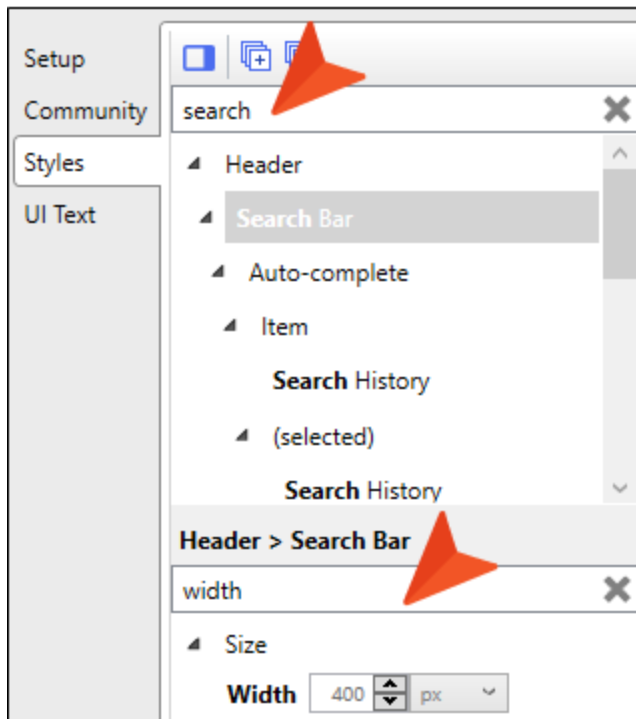 Setup
Community
Styles
UI Text
search
Header
Search Bar
Auto-complete
Item
Search History
(selected)
Search History
Header > Search Bar
width
Size
Width 400 px